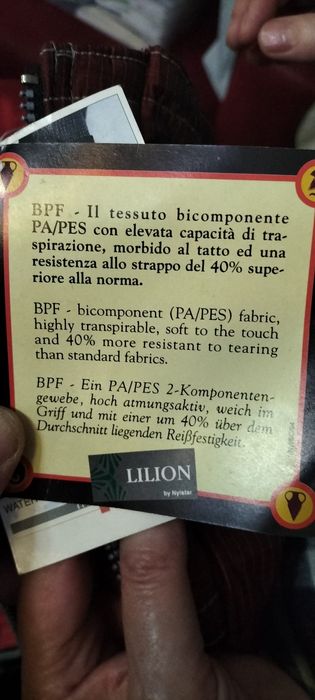 BPF - Il tessuto bicomponente
PA/PES con elevata capacità di tra-
spirazione, morbido al tatto ed una
resistenza allo strappo del 40% supe-
riore alla norma.
BPF - bicomponent (PA/PES) fabric,
highly transpirable, soft to the touch
and 40% more resistant to tearing
than standard fabrics.
BPF - Ein PA/PES 2-Komponenten-
gewebe, hoch atmungsaktiv, weich im
Griff und mit einer um 40% über dem
Durchschnitt liegenden Reißfestigkeit.
LILION
by Nylstar
WATER